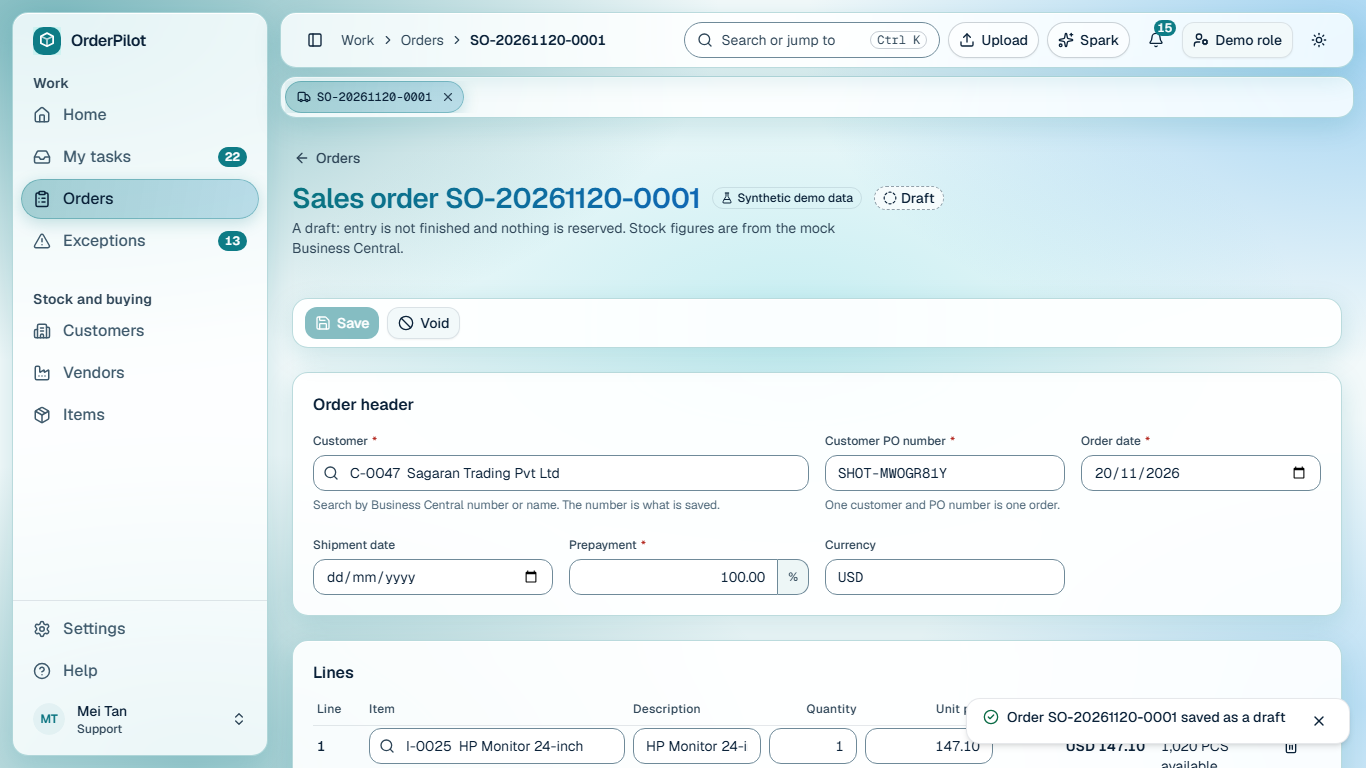 OrderPilot
Work
Home
My tasks 22
Orders
Exceptions 13
Stock and buying
Customers
Vendors
Items
Settings
Help
MT Mei Tan
Support
Work Orders SO-20261120-0001
Search or jump to Ctrl K
Upload
Spark
15
Demo role
SO-20261120-0001
Orders
Sales order SO-20261120-0001 Synthetic demo data Draft
A draft: entry is not finished and nothing is reserved. Stock figures are from the mock
Business Central.
Save Void
Order header
Customer * Customer PO number * Order date *
C-0047 Sagaran Trading Pvt Ltd SHOT-MWOGR81Y 20/11/2026
Search by Business Central number or name. The number is what is saved. One customer and PO number is one order.
Shipment date Prepayment * Currency
dd/mm/yyyy 100.00 % USD
Lines
Line Item Description Quantity Unit
1 I-0025 HP Monitor 24-inch HP Monitor 24-i 1 147.10 USD 147.10 1,020 PCS
available
Order SO-20261120-0001 saved as a draft